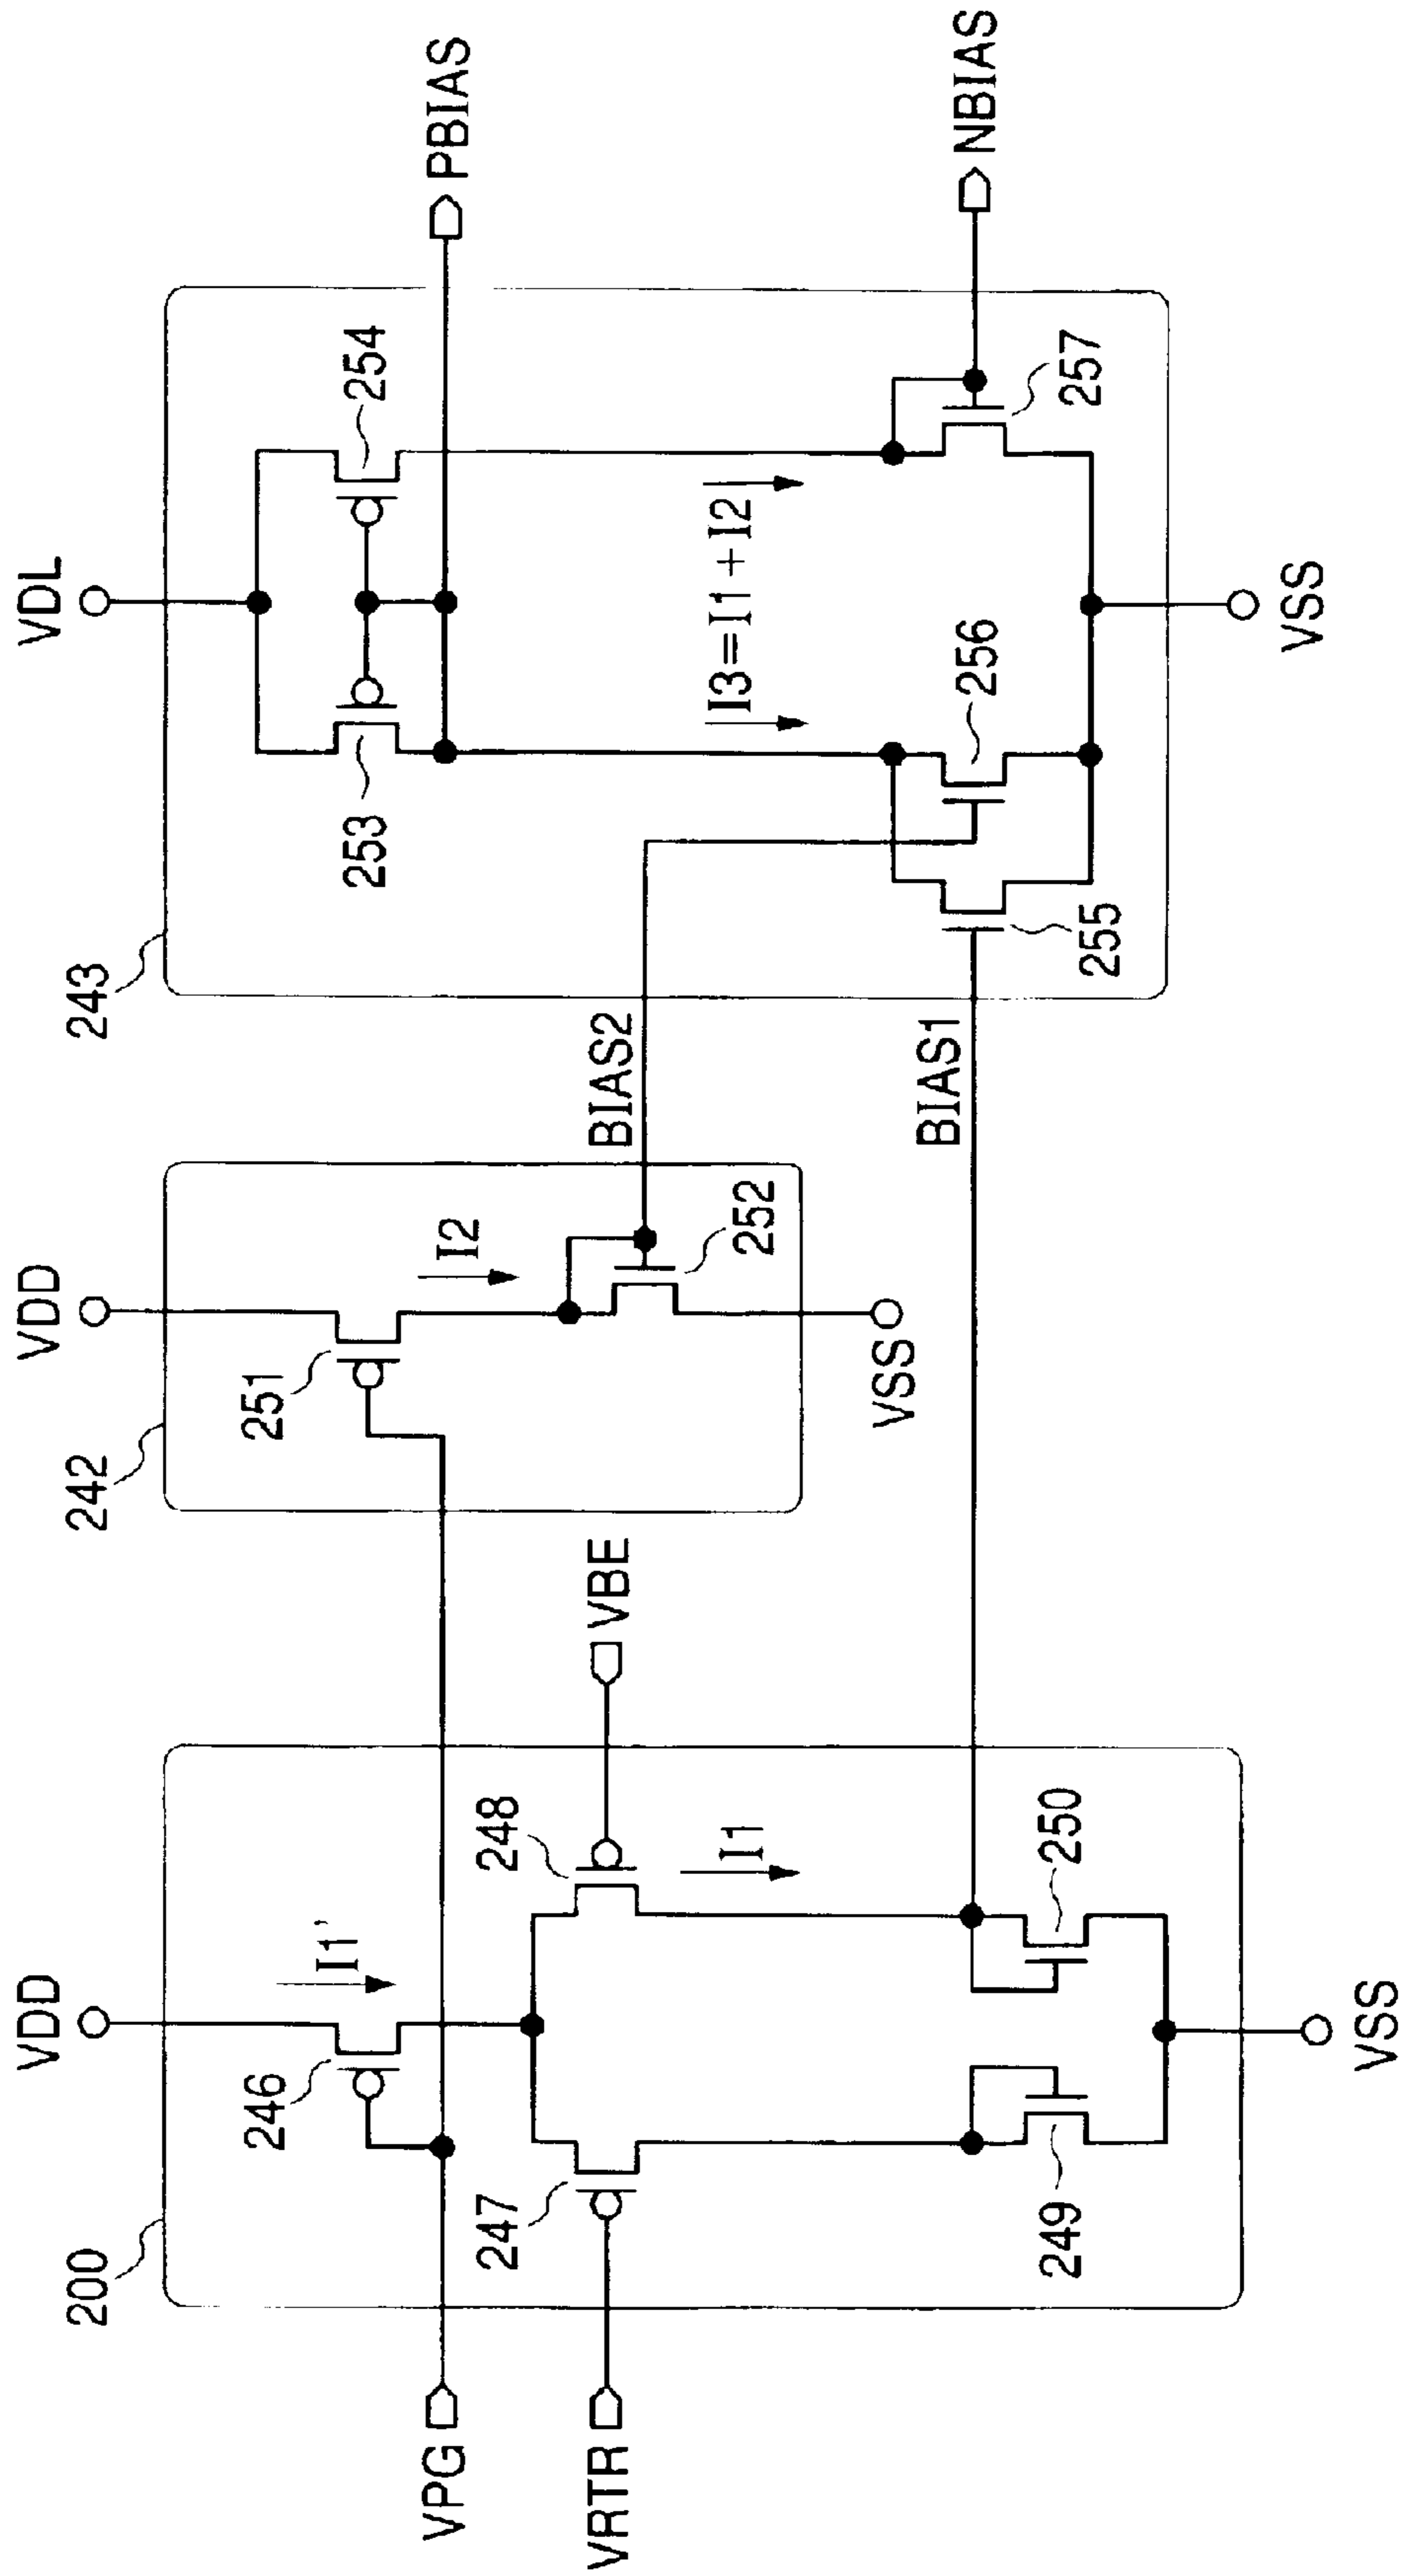 VDD
VDD
VDL
200
242
243
I1'
246
251
I2
253
254
VPG
PBIAS
247
248
VBE
VRTR
BIAS2
252
I3=I1+I2
I1
256
VSS
BIAS1
NBIAS
249
250
255
257
VSS
VSS